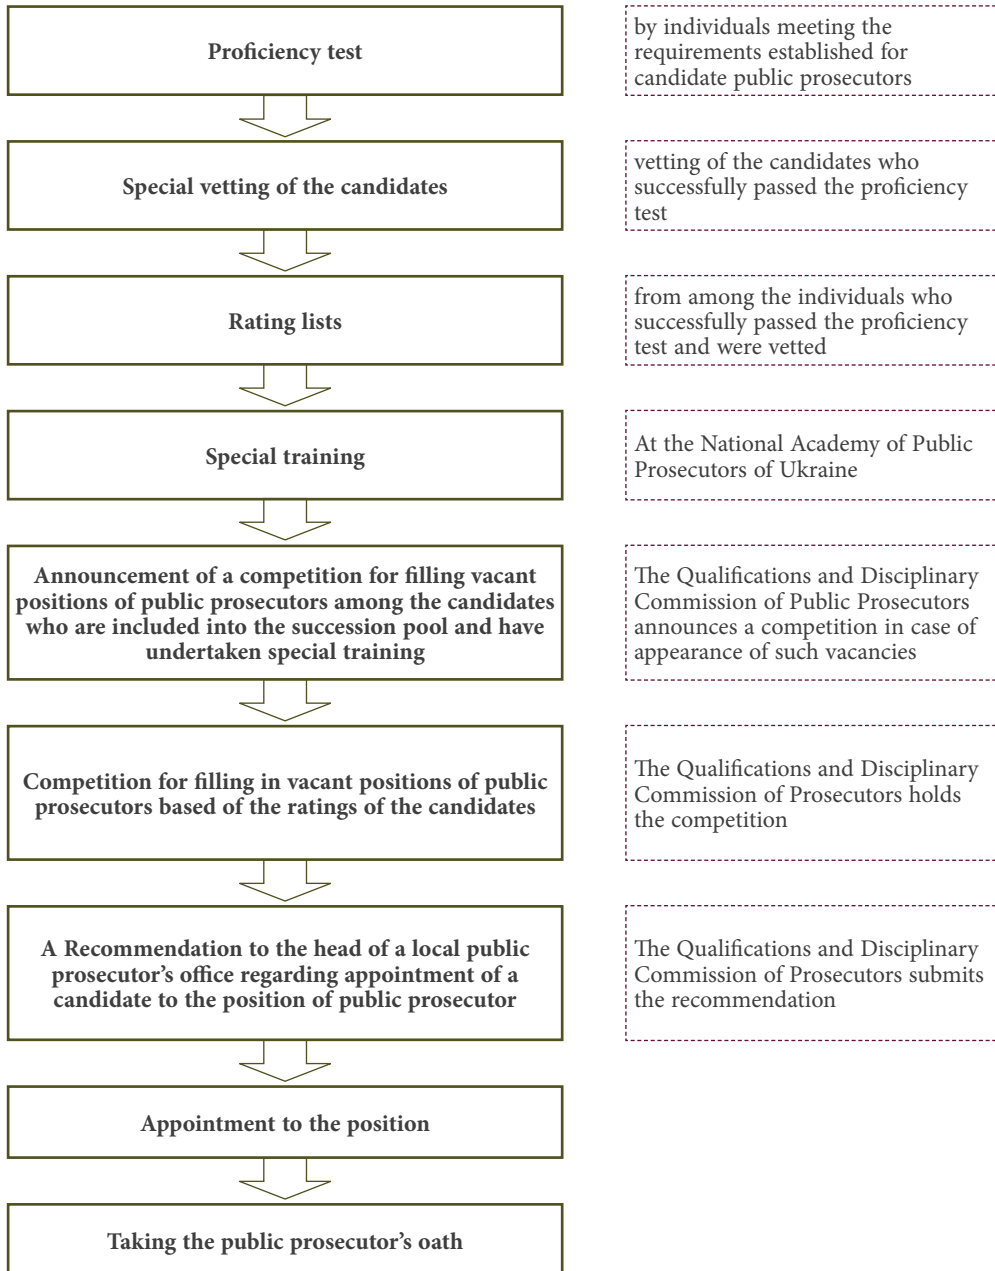 Proficiency test
by individuals meeting the
requirements established for
candidate public prosecutors
Special vetting of the candidates
vetting of the candidates who
successfully passed the proficiency
test
Rating lists
from among the individuals who
successfully passed the proficiency
test and were vetted
Special training
At the National Academy of Public
Prosecutors of Ukraine
Announcement of a competition for filling vacant
positions of public prosecutors among the candidates
who are included into the succession pool and have
undertaken special training
The Qualifications and Disciplinary
Commission of Public Prosecutors
announces a competition in case of
appearance of such vacancies
Competition for filling in vacant positions of public
prosecutors based of the ratings of the candidates
The Qualifications and Disciplinary
Commission of Prosecutors holds
the competition
A Recommendation to the head of a local public
prosecutor's office regarding appointment of a
candidate to the position of public prosecutor
The Qualifications and Disciplinary
Commission of Prosecutors submits
the recommendation
Appointment to the position
Taking the public prosecutor's oath